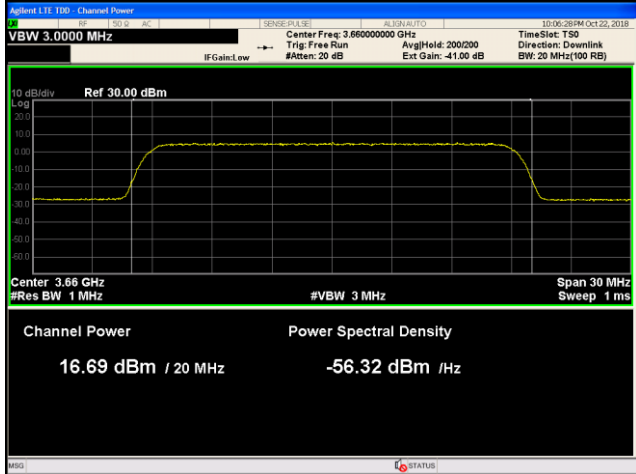 Agilent LTE TDD - Channel Power
RF 50 Ω AC SENSE:PULSE ALIGN AUTO 10:06:28 PM Oct 22, 2018
VBW 3.0000 MHz Center Freq: 3.660000000 GHz TimeSlot: TS0
Trig: Free Run Avg|Hold: 200/200 Direction: Downlink
IFGain:Low #Atten: 20 dB Ext Gain: -41.00 dB BW: 20 MHz(100 RB)
10 dB/div Ref 30.00 dBm
Log
20.0
10.0
0.00
-10.0
-20.0
-30.0
-40.0
-50.0
-60.0
Center 3.66 GHz Span 30 MHz
#Res BW 1 MHz #VBW 3 MHz Sweep 1 ms
Channel Power Power Spectral Density
16.69 dBm / 20 MHz -56.32 dBm /Hz
MSG STATUS